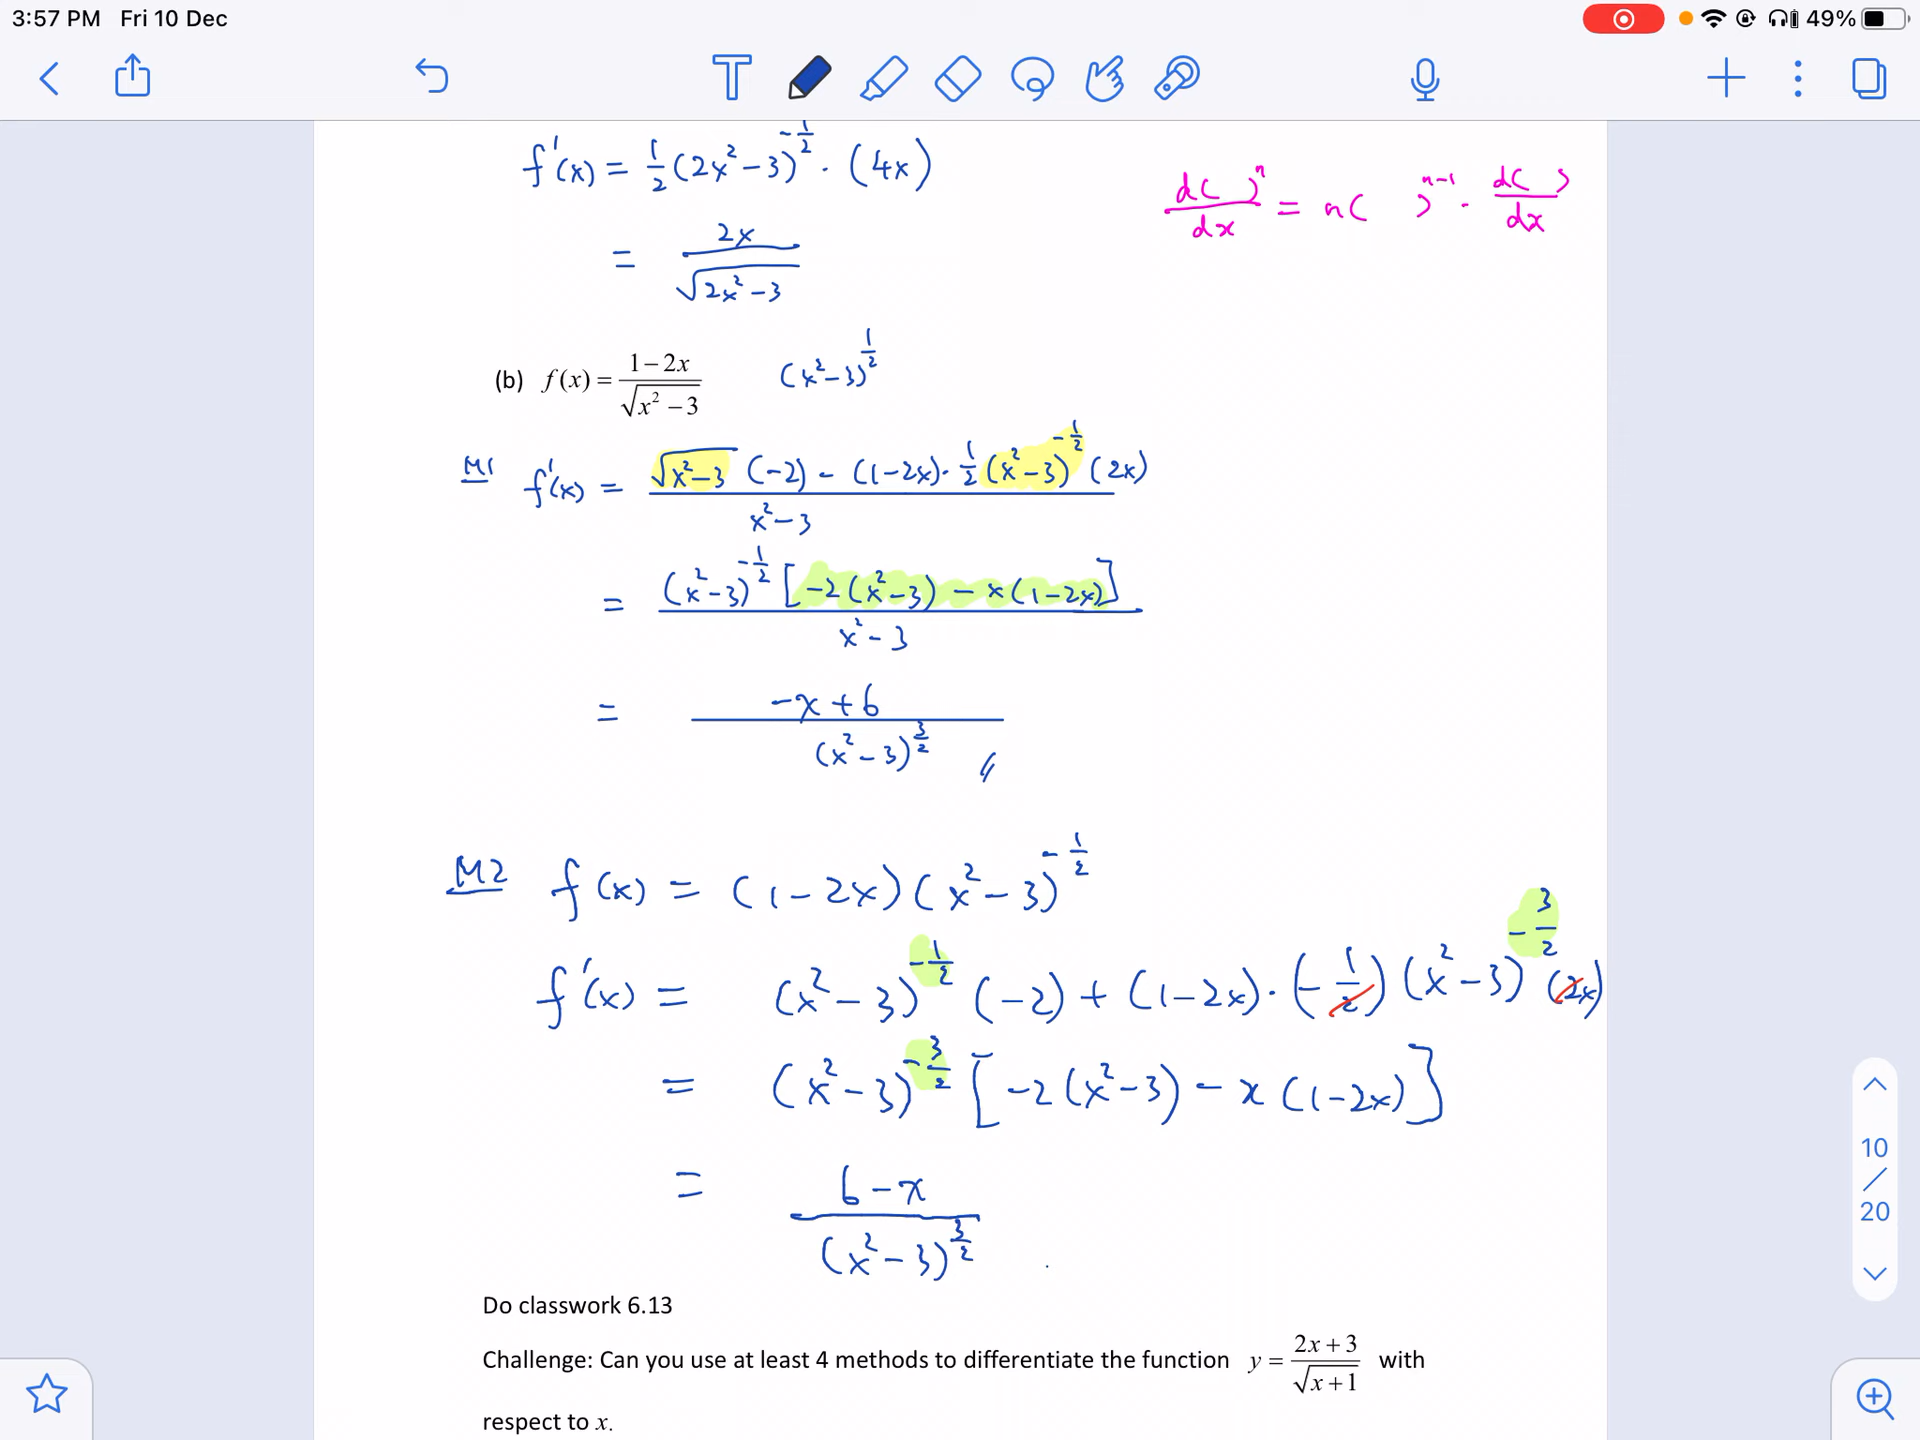 3:57 PM Fri 10 Dec 49%
T
f'(x) = 1/2 (2x² − 3)^(−1/2) · (4x)
d( )ⁿ/dx = n( )ⁿ⁻¹ · d( )/dx
= 2x/√(2x² − 3)
(b) f(x) = (1 − 2x)/√(x² − 3) (x² − 3)^(1/2)
M1 f'(x) = [√(x² − 3) (−2) − (1 − 2x) · 1/2 (x² − 3)^(−1/2) (2x)]/(x² − 3)
= (x² − 3)^(−1/2) [−2(x² − 3) − x(1 − 2x)]/(x² − 3)
= (−x + 6)/(x² − 3)^(3/2)
M2 f(x) = (1 − 2x)(x² − 3)^(−1/2)
f'(x) = (x² − 3)^(−1/2) (−2) + (1 − 2x) · (−1/2) (x² − 3)^(−3/2) (2x)
= (x² − 3)^(−3/2) [−2(x² − 3) − x(1 − 2x)]
= (6 − x)/(x² − 3)^(3/2)
10
/
20
Do classwork 6.13
Challenge: Can you use at least 4 methods to differentiate the function y = (2x + 3)/√(x + 1) with
respect to x.